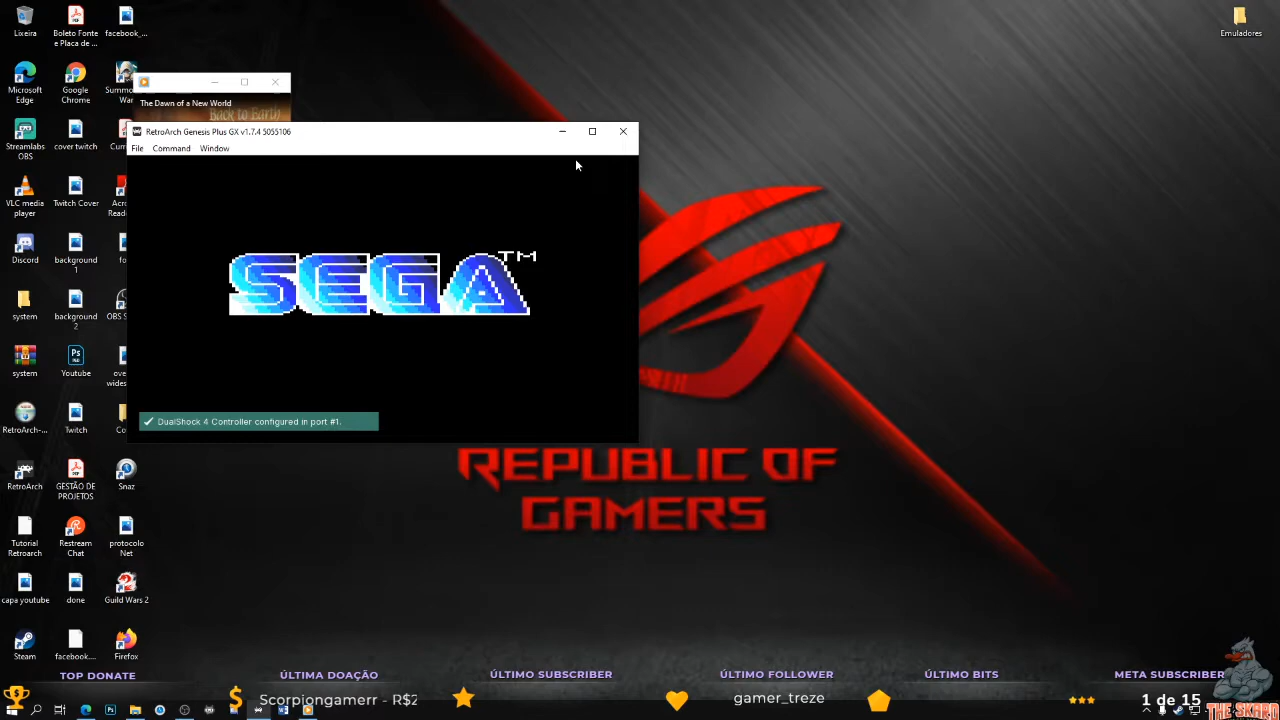 Lixeira
Boleto Fonte
e Placa de ...
facebook_...
Emuladores
Microsoft
Edge
Google
Chrome
Summon
War
The Dawn of a New World
Back to Earth
RetroArch Genesis Plus GX v1.7.4 5055106
File Command Window
SEGA™
✓ DualShock 4 Controller configured in port #1.
Streamlabs
OBS
cover twitch
VLC media
player
Twitch Cover
Discord
background
1
system
background
2
system
Youtube
RetroArch-...
Twitch
RetroArch
GESTÃO DE
PROJETOS
Snaz
Tutorial
Retroarch
Restream
Chat
protocolo
Net
capa youtube
done
Guild Wars 2
Steam
facebook....
Firefox
REPUBLIC OF
GAMERS
TOP DONATE
ÚLTIMA DOAÇÃO
Scorpiongamerr - R$2
ÚLTIMO SUBSCRIBER
ÚLTIMO FOLLOWER
gamer_treze
ÚLTIMO BITS
META SUBSCRIBER
1 de 15
THE SKARD